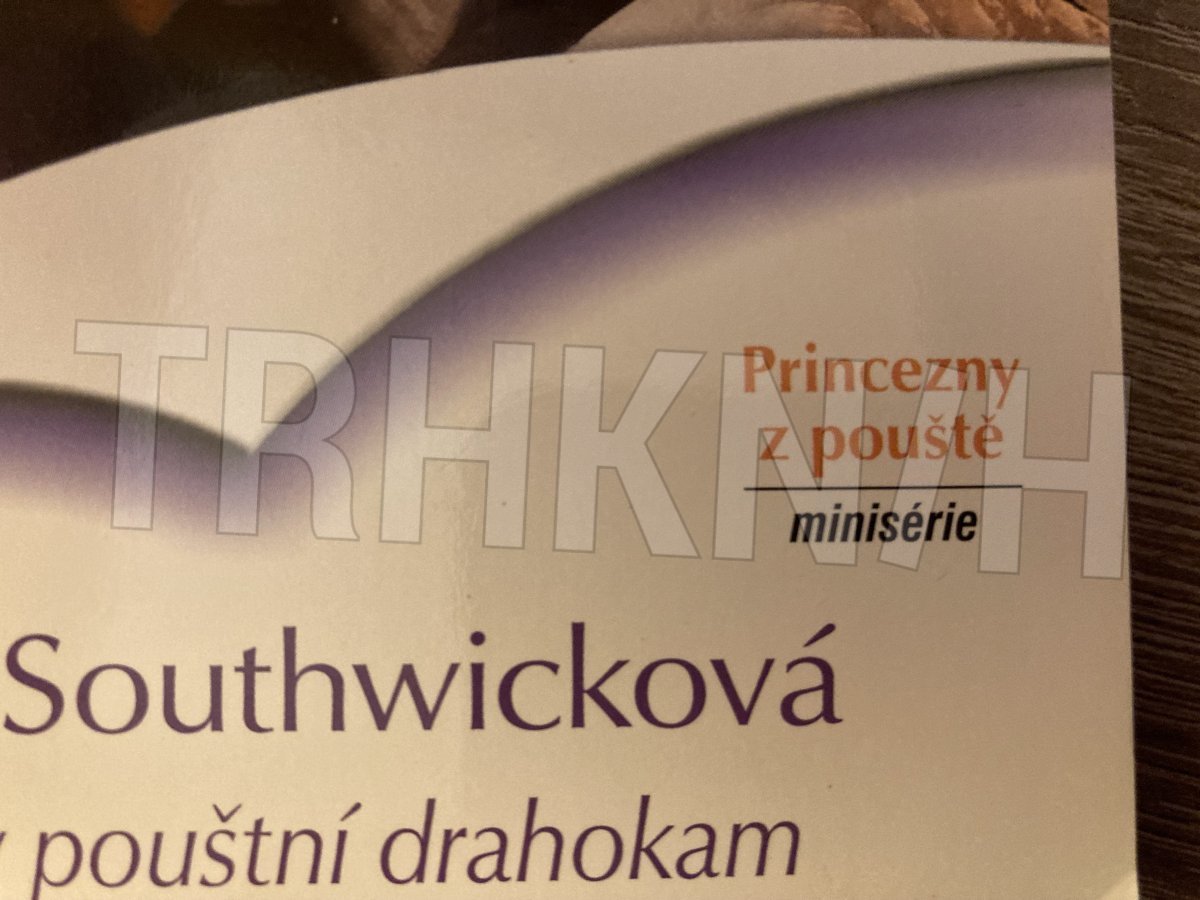 Princezny
z pouště
minisérie
TRHKNIH
Southwicková
pouštní drahokam